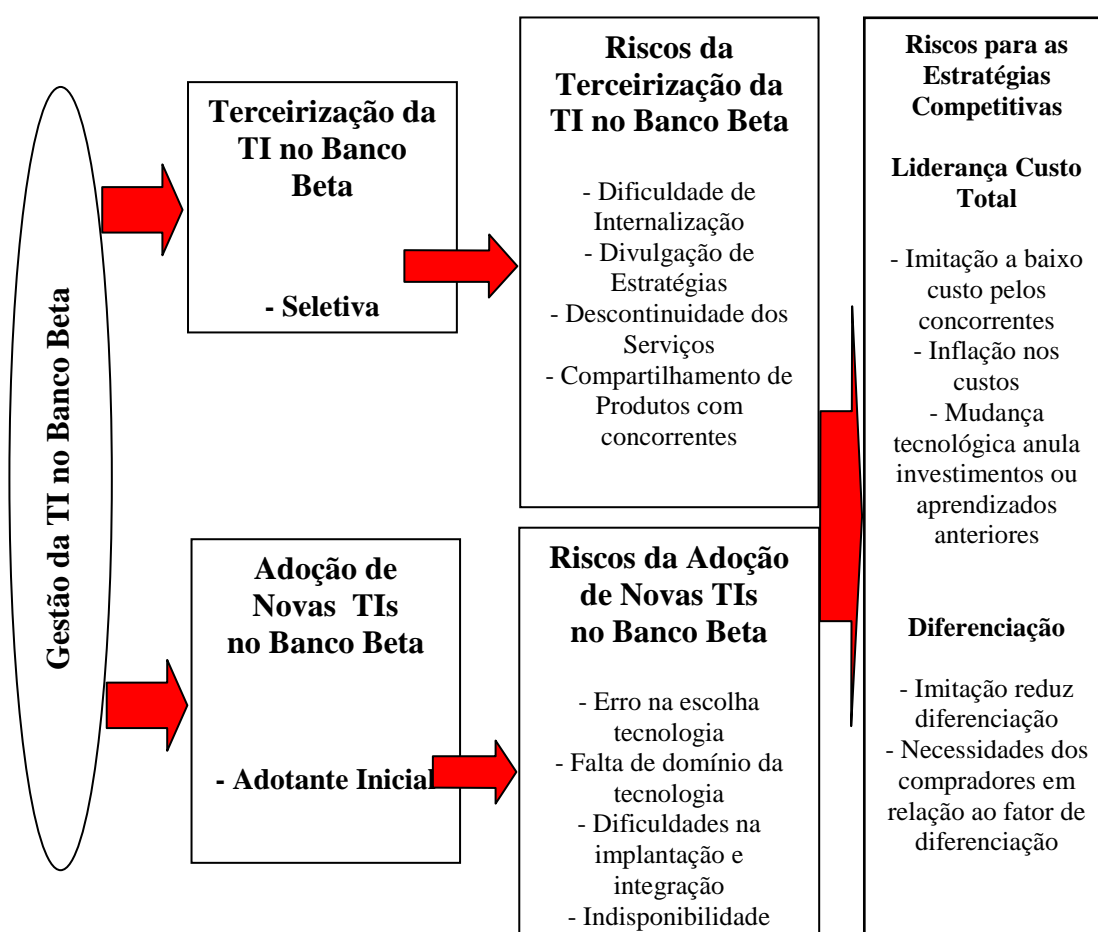 Gestão da TI no Banco Beta
Terceirização da
TI no Banco
Beta
- Seletiva
Adoção de
Novas TIs
no Banco Beta
- Adotante Inicial
Riscos da
Terceirização da
TI no Banco Beta
- Dificuldade de
Internalização
- Divulgação de
Estratégias
- Descontinuidade dos
Serviços
- Compartilhamento de
Produtos com
concorrentes
Riscos da Adoção
de Novas TIs
no Banco Beta
- Erro na escolha
tecnologia
- Falta de domínio da
tecnologia
- Dificuldades na
implantação e
integração
- Indisponibilidade
Riscos para as
Estratégias
Competitivas
Liderança Custo
Total
- Imitação a baixo
custo pelos
concorrentes
- Inflação nos
custos
- Mudança
tecnológica anula
investimentos ou
aprendizados
anteriores
Diferenciação
- Imitação reduz
diferenciação
- Necessidades dos
compradores em
relação ao fator de
diferenciação